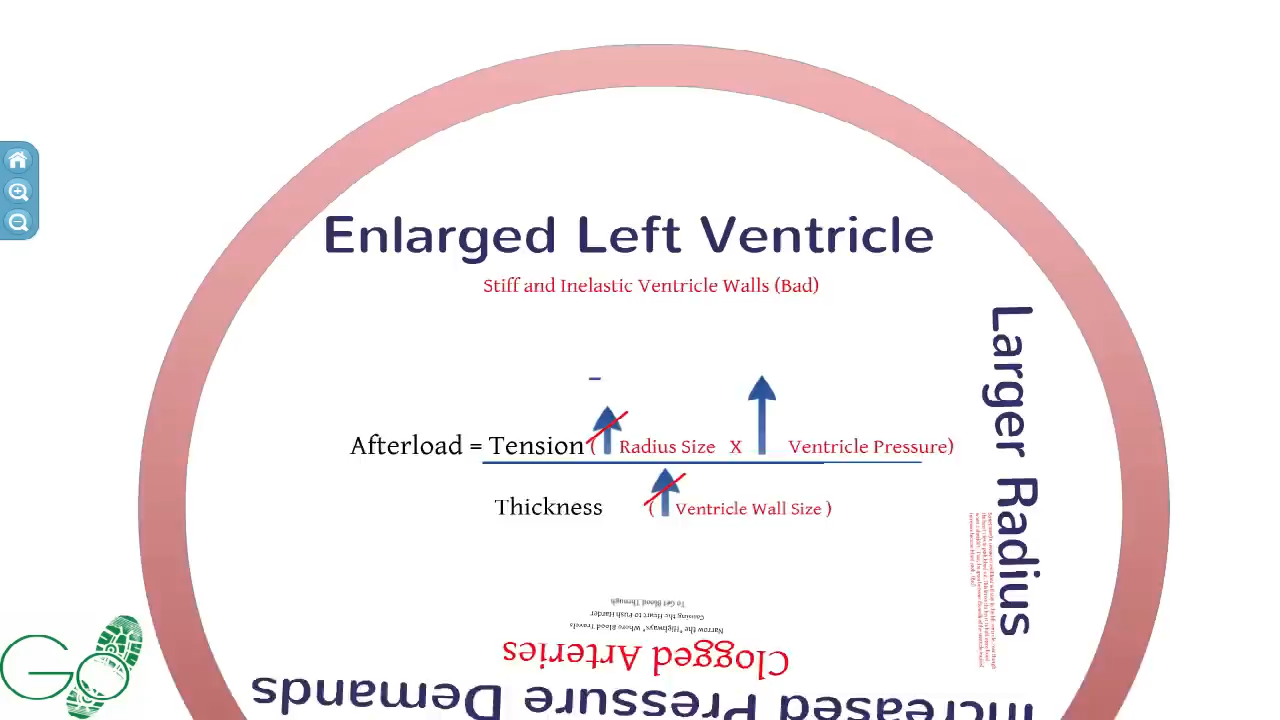 Enlarged Left Ventricle
Stiff and Inelastic Ventricle Walls (Bad)
Afterload = Tension ( Radius Size X Ventricle Pressure)
Thickness ( Ventricle Wall Size )
Larger Radius
To Get Blood Through
Causing the Heart to Push Harder
Narrow the "Highways" Where Blood Travels
Clogged Arteries
Increased Pressure Demands
Go